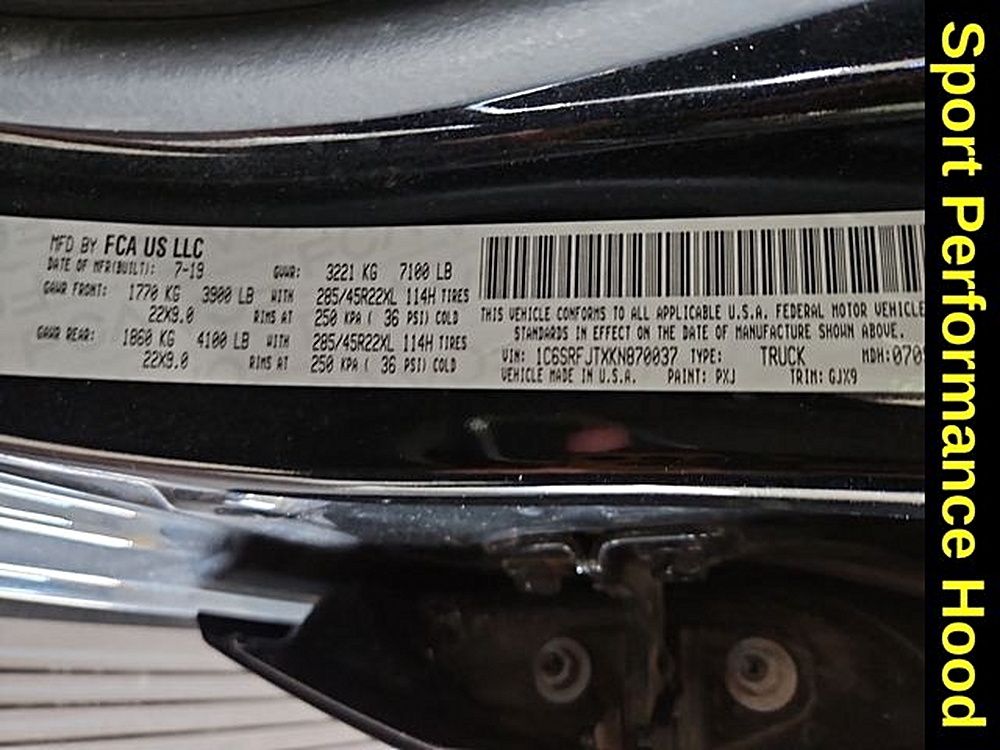 MFD BY FCA US LLC
DATE OF MFR(BUILT): 7-19 GVWR: 3221 KG 7100 LB
GAWR FRONT: 1770 KG 3900 LB WITH 285/45R22XL 114H TIRES
22X9.0 RIMS AT 250 KPA ( 36 PSI) COLD
GAWR REAR: 1860 KG 4100 LB WITH 285/45R22XL 114H TIRES
22X9.0 RIMS AT 250 KPA ( 36 PSI) COLD
THIS VEHICLE CONFORMS TO ALL APPLICABLE U.S.A. FEDERAL MOTOR VEHICLE
STANDARDS IN EFFECT ON THE DATE OF MANUFACTURE SHOWN ABOVE.
VIN: 1C6SRFJTXKN870037 TYPE: TRUCK MDH: 070
VEHICLE MADE IN U.S.A. PAINT: PXJ TRIM: GJX9
Sport Performance Hood